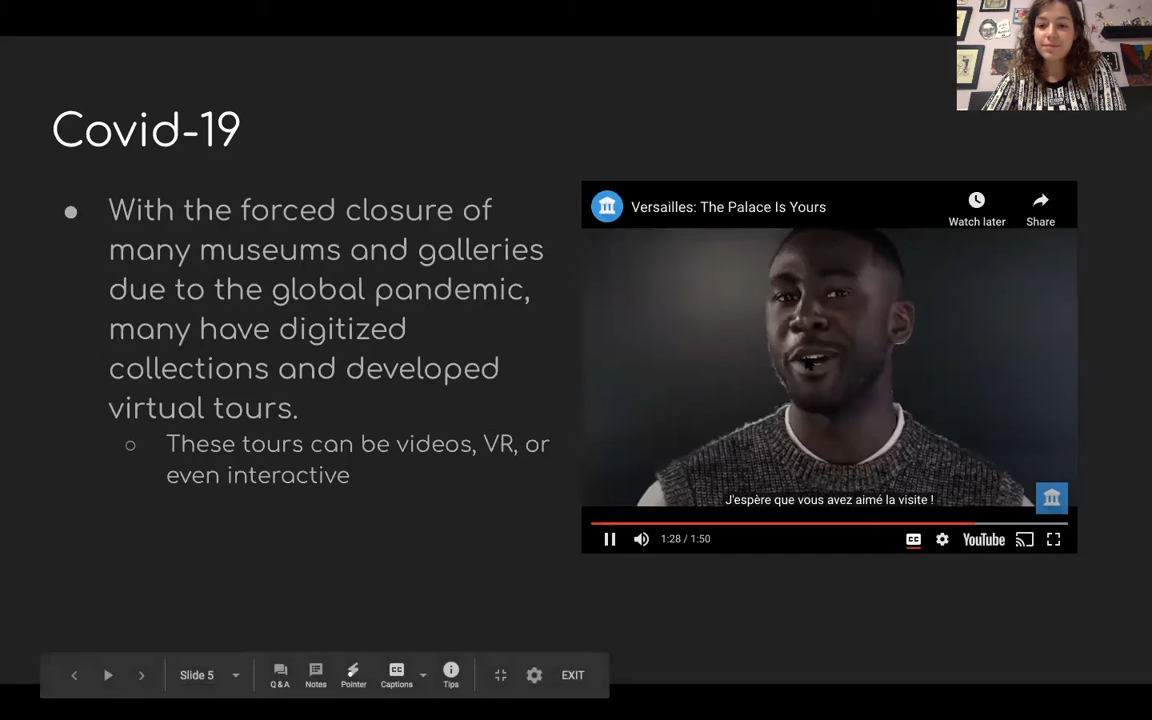 Covid-19
● With the forced closure of
many museums and galleries
due to the global pandemic,
many have digitized
collections and developed
virtual tours.
○ These tours can be videos, VR, or
even interactive
Versailles: The Palace Is Yours
Watch later
Share
J'espère que vous avez aimé la visite !
1:28 / 1:50
CC
YouTube
Slide 5
Q & A
Notes
Pointer
CC
Captions
Tips
EXIT